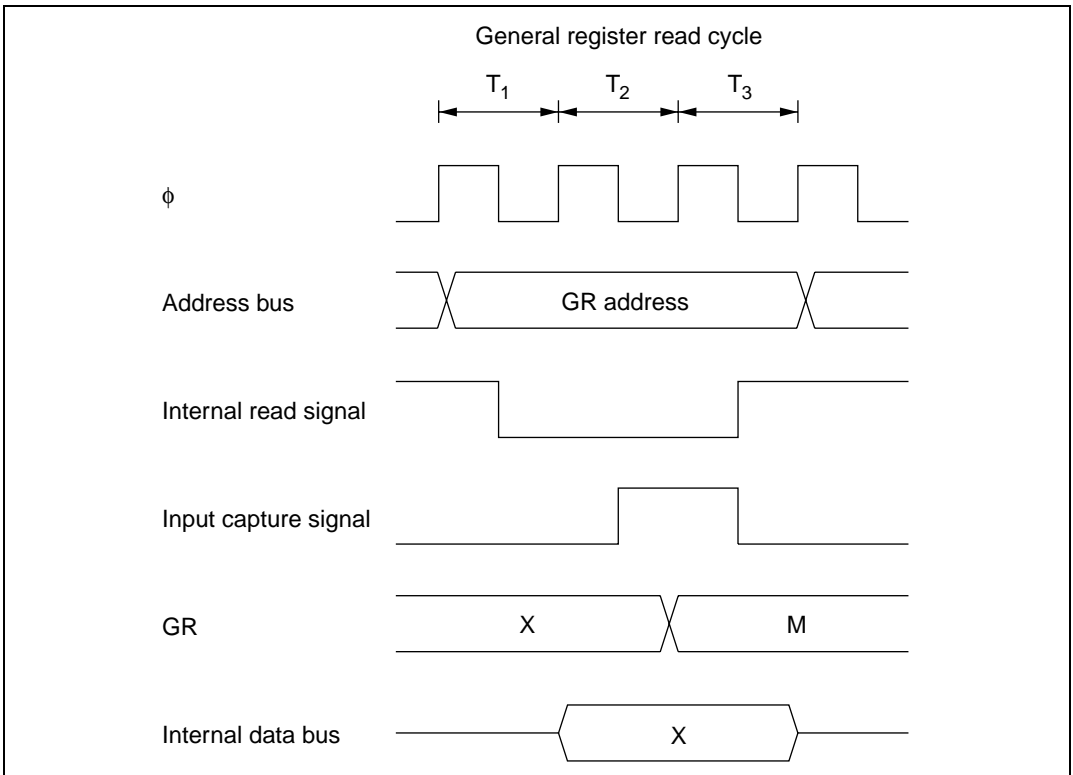 General register read cycle
T1 T2 T3
ϕ
Address bus GR address
Internal read signal
Input capture signal
GR X M
Internal data bus X